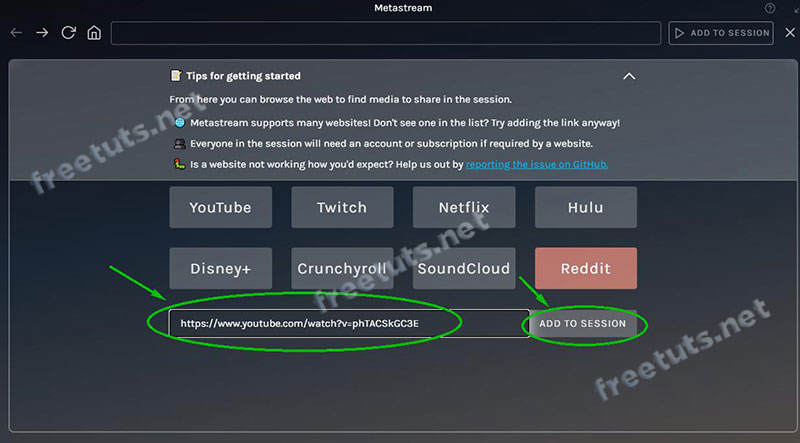 Metastream
ADD TO SESSION
Tips for getting started
From here you can browse the web to find media to share in the session.
Metastream supports many websites! Don't see one in the list? Try adding the link anyway!
Everyone in the session will need an account or subscription if required by a website.
Is a website not working how you'd expect? Help us out by reporting the issue on GitHub.
freetuts.net
YouTube Twitch Netflix Hulu
freetuts.net
Disney+ Crunchyroll SoundCloud Reddit
https://www.youtube.com/watch?v=phTACSkGC3E ADD TO SESSION
freetuts.net